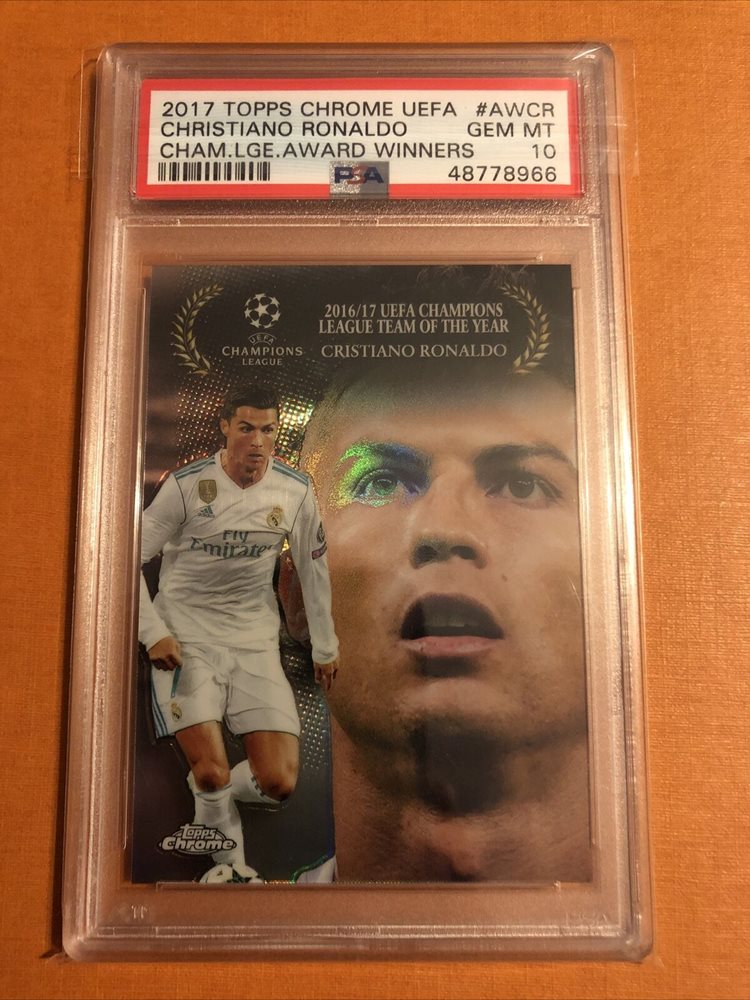 2017 TOPPS CHROME UEFA #AWCR
CHRISTIANO RONALDO GEM MT
CHAM.LGE.AWARD WINNERS 10
PSA 48778966
2016/17 UEFA CHAMPIONS
LEAGUE TEAM OF THE YEAR
CRISTIANO RONALDO
UEFA
CHAMPIONS
LEAGUE
Fly
Emirates
Topps
Chrome